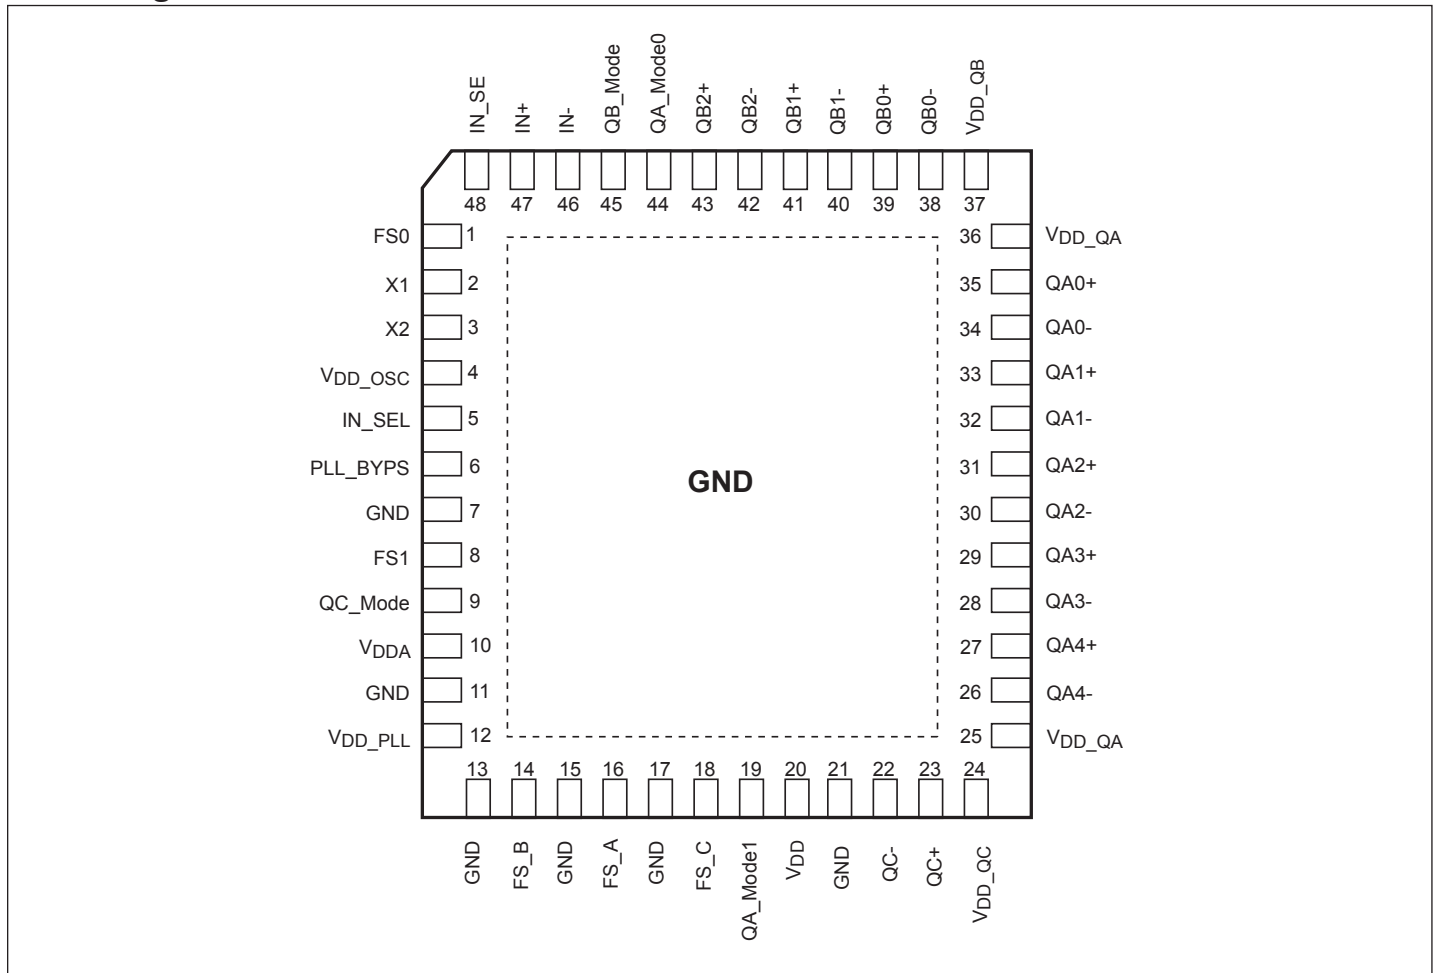 IN_SE
IN+
IN-
QB_Mode
QA_Mode0
QB2+
QB2-
QB1+
QB1-
QB0+
QB0-
VDD_QB
48 47 46 45 44 43 42 41 40 39 38 37
FS0 1 36 VDD_QA
X1 2 35 QA0+
X2 3 34 QA0-
VDD_OSC 4 33 QA1+
IN_SEL 5 32 QA1-
PLL_BYPS 6 31 QA2+
GND
GND 7 30 QA2-
FS1 8 29 QA3+
QC_Mode 9 28 QA3-
VDDA 10 27 QA4+
GND 11 26 QA4-
VDD_PLL 12 25 VDD_QA
13 14 15 16 17 18 19 20 21 22 23 24
GND
FS_B
GND
FS_A
GND
FS_C
QA_Mode1
VDD
GND
QC-
QC+
VDD_QC